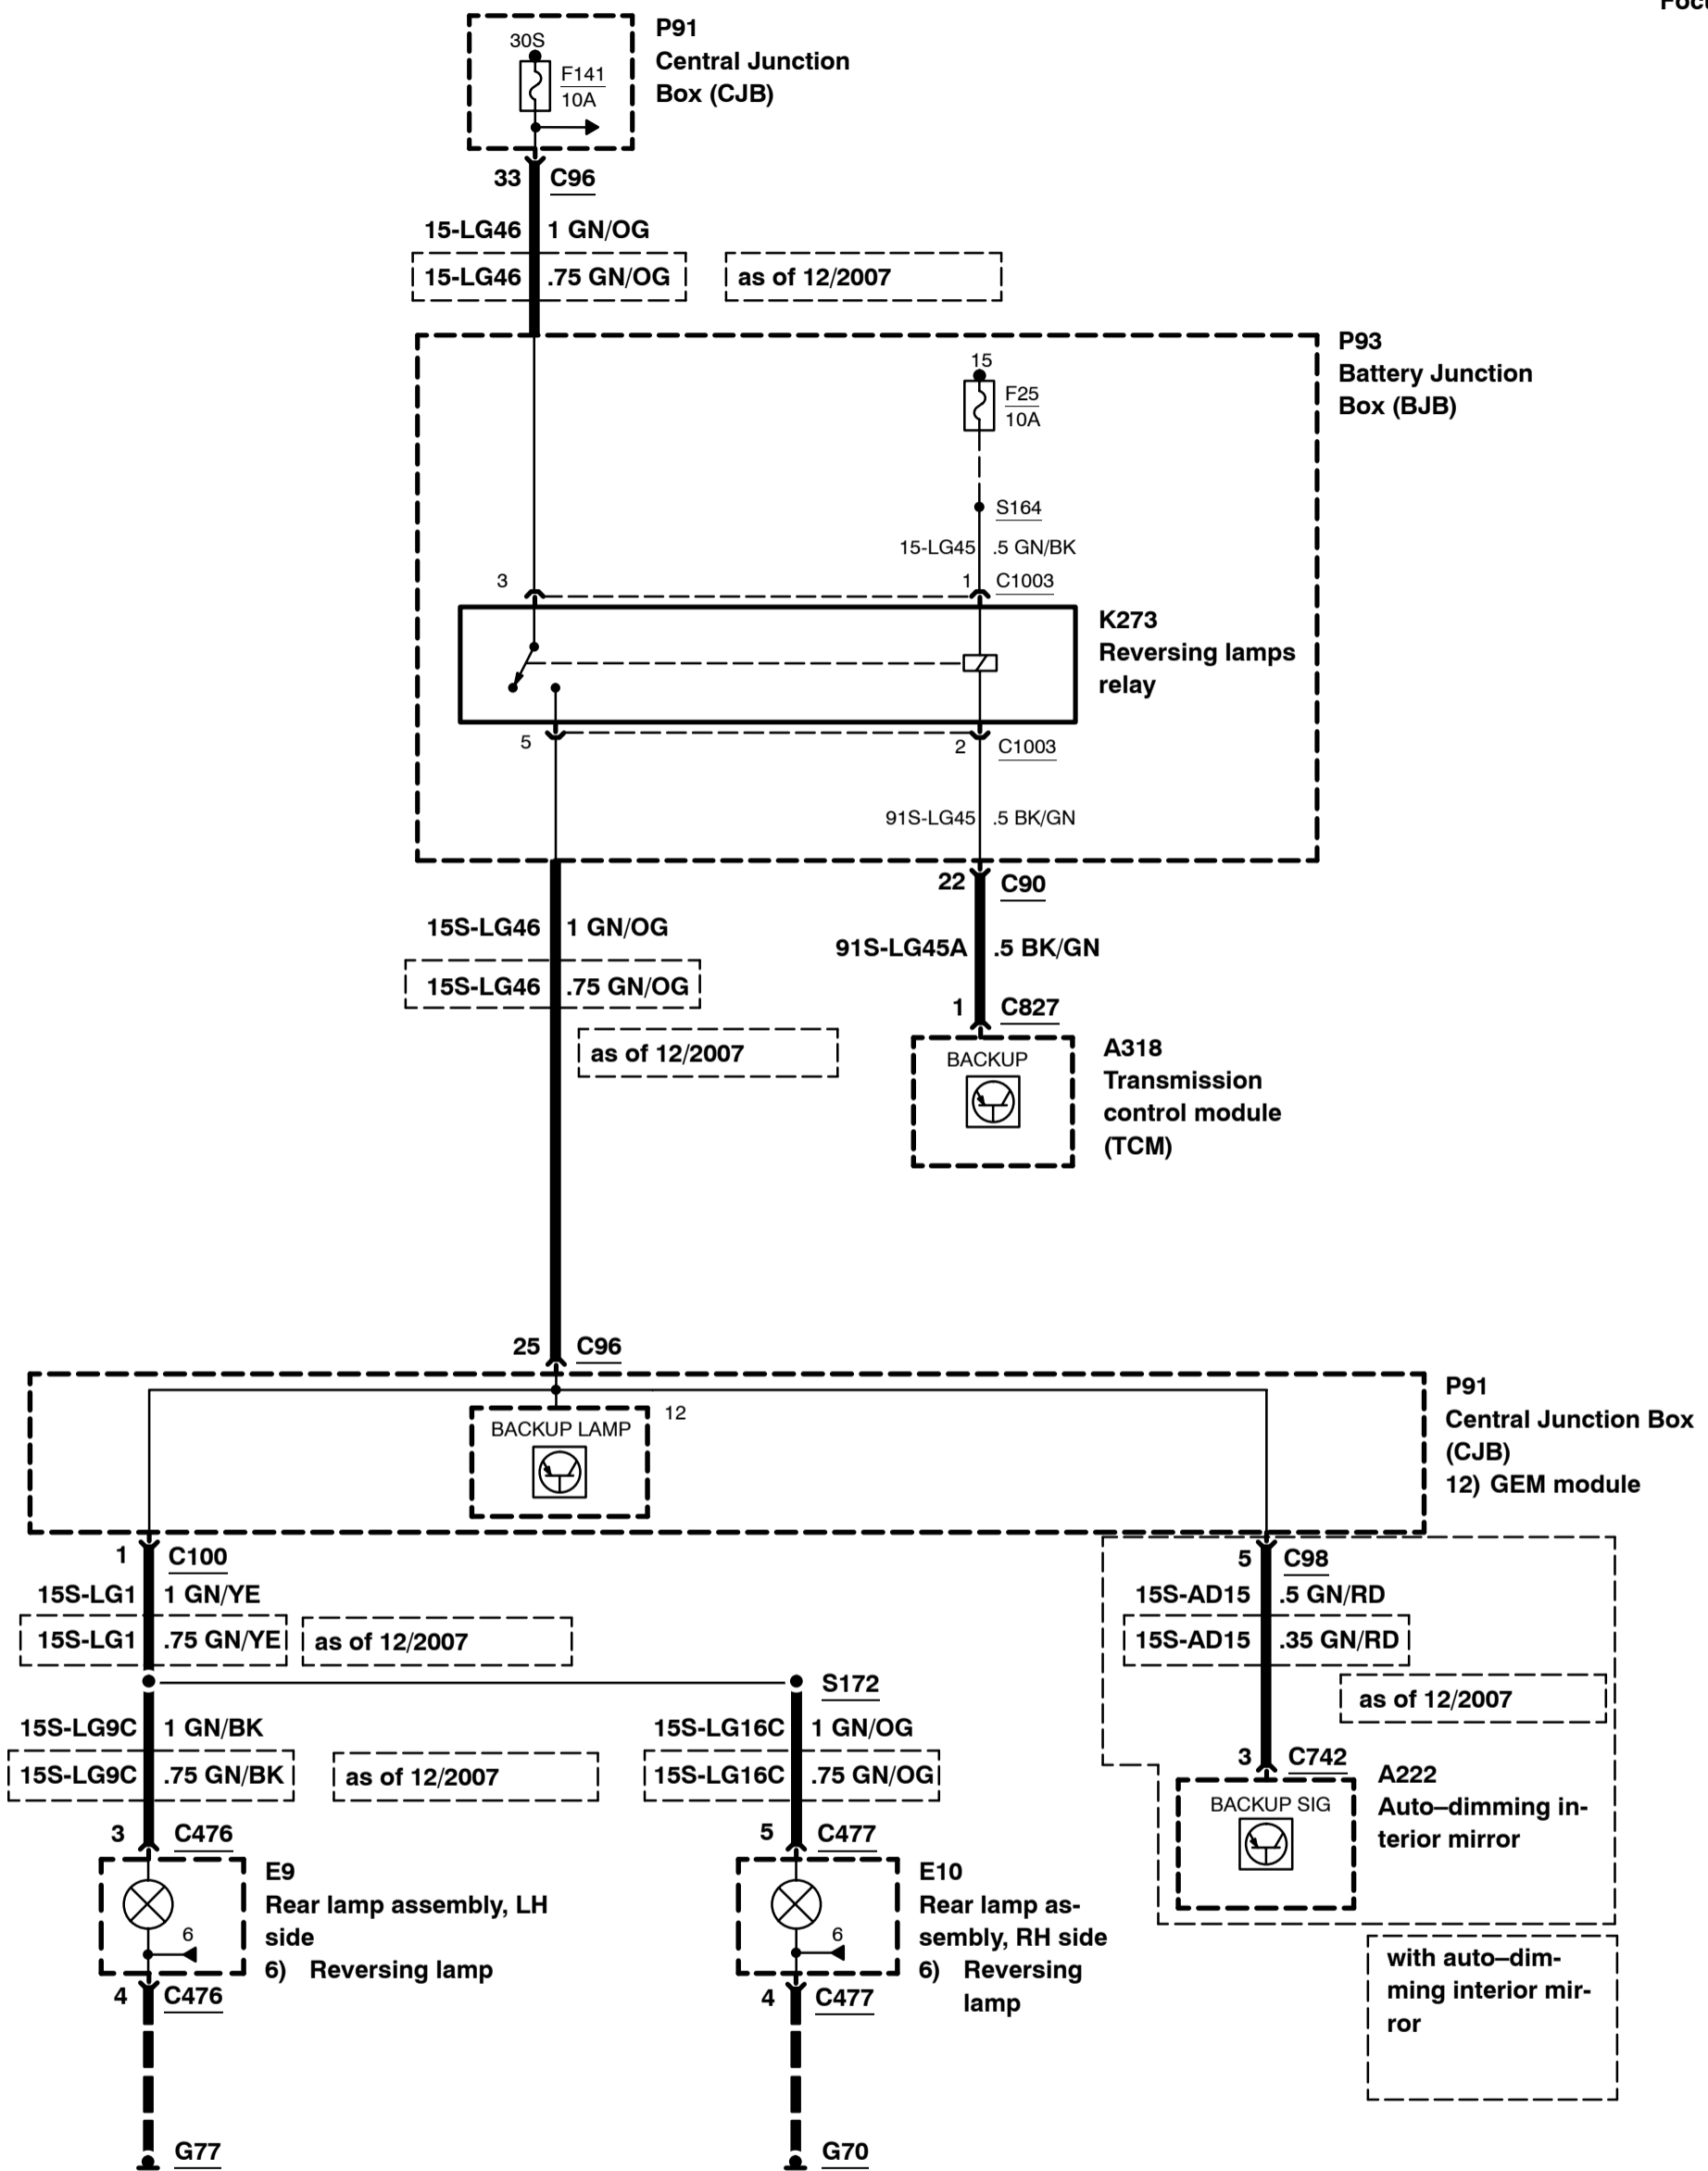 Focu
P91
Central Junction
Box (CJB)
30S
F141
10A
33 C96
15-LG46 1 GN/OG
15-LG46 .75 GN/OG
as of 12/2007
P93
Battery Junction
Box (BJB)
15
F25
10A
S164
15-LG45 .5 GN/BK
3
1 C1003
K273
Reversing lamps
relay
5
2 C1003
91S-LG45 .5 BK/GN
22 C90
15S-LG46 1 GN/OG
91S-LG45A .5 BK/GN
15S-LG46 .75 GN/OG
1 C827
as of 12/2007
BACKUP
A318
Transmission
control module
(TCM)
25 C96
P91
Central Junction Box
(CJB)
12) GEM module
12
BACKUP LAMP
1 C100
15S-LG1 1 GN/YE
15S-LG1 .75 GN/YE
as of 12/2007
5 C98
15S-AD15 .5 GN/RD
15S-AD15 .35 GN/RD
as of 12/2007
S172
15S-LG9C 1 GN/BK
15S-LG9C .75 GN/BK
as of 12/2007
15S-LG16C 1 GN/OG
15S-LG16C .75 GN/OG
3 C742
BACKUP SIG
A222
Auto–dimming in-
terior mirror
3 C476
E9
Rear lamp assembly, LH
side
6) Reversing lamp
6
4 C476
5 C477
E10
Rear lamp as-
sembly, RH side
6) Reversing
lamp
6
4 C477
with auto–dim-
ming interior mir-
ror
G77
G70